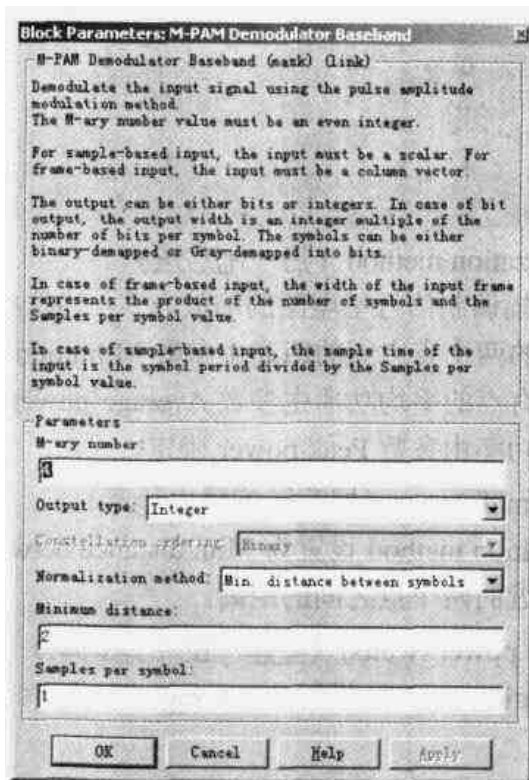 Block Parameters: M-PAM Demodulator Baseband
M-PAM Demodulator Baseband (mask) (link)
Demodulate the input signal using the pulse amplitude
modulation method.
The M-ary number value must be an even integer.
For sample-based input, the input must be a scalar. For
frame-based input, the input must be a column vector.
The output can be either bits or integers. In case of bit
output, the output width is an integer multiple of the
number of bits per symbol. The symbols can be either
binary-demapped or Gray-demapped into bits.
In case of frame-based input, the width of the input frame
represents the product of the number of symbols and the
Samples per symbol value.
In case of sample-based input, the sample time of the
input is the symbol period divided by the Samples per
symbol value.
Parameters
M-ary number:
Output type: Integer
Constellation ordering: Binary
Normalization method: Min. distance between symbols
Minimum distance:
2
Samples per symbol:
1
OK Cancel Help Apply